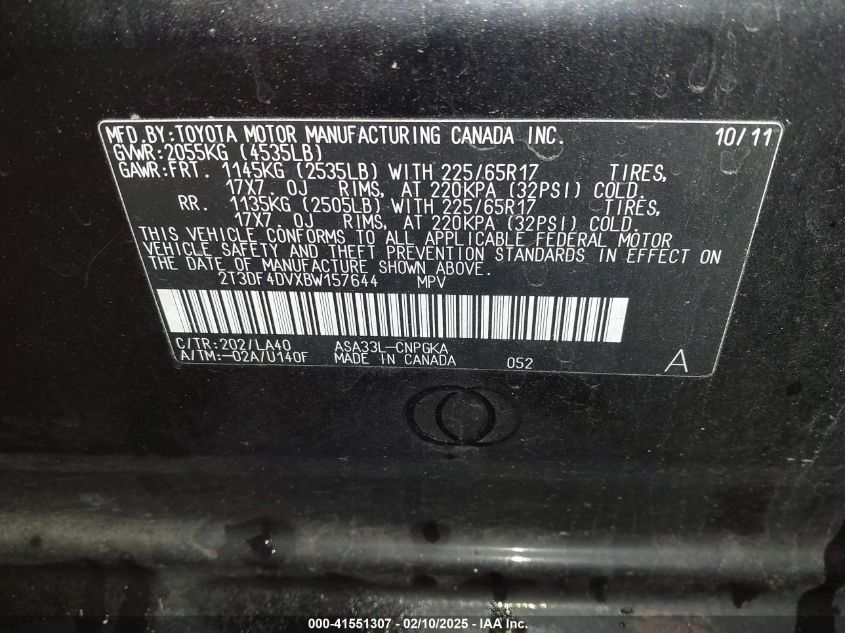 MFD.BY:TOYOTA MOTOR MANUFACTURING CANADA INC. 10/11
GVWR:2055KG (4535LB)
GAWR:FRT. 1145KG (2535LB) WITH 225/65R17 TIRES,
17X7.0J RIMS, AT 220KPA (32PSI) COLD.
RR. 1135KG (2505LB) WITH 225/65R17 TIRES,
17X7.0J RIMS, AT 220KPA (32PSI) COLD.
THIS VEHICLE CONFORMS TO ALL APPLICABLE FEDERAL MOTOR
VEHICLE SAFETY AND THEFT PREVENTION STANDARDS IN EFFECT ON
THE DATE OF MANUFACTURE SHOWN ABOVE.
2T3DF4DVXBW157644 MPV
C/TR:202/LA40 ASA33L-CNPGKA
A/TM:-02A/U140F MADE IN CANADA 052 A
000-41551307 — 02/10/2025 — IAA Inc.